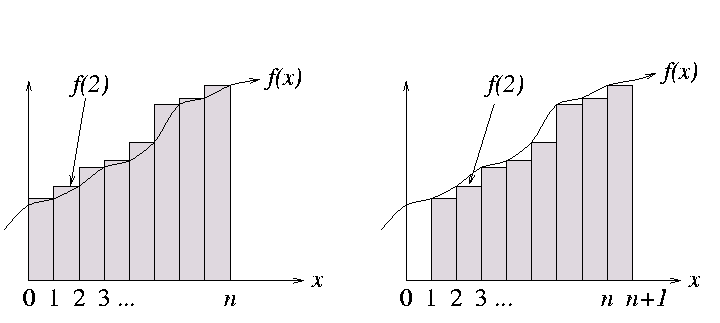 f(2)
f(x)
x
0 1 2 3 ... n
f(2)
f(x)
x
0 1 2 3 ... n n+1